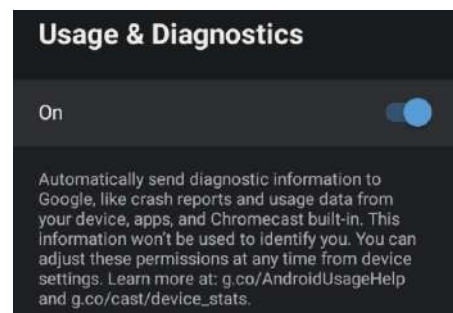 Usage & Diagnostics
On
Automatically send diagnostic information to
Google, like crash reports and usage data from
your device, apps, and Chromecast built-in. This
information won't be used to identify you. You can
adjust these permissions at any time from device
settings. Learn more at: g.co/AndroidUsageHelp
and g.co/cast/device_stats.